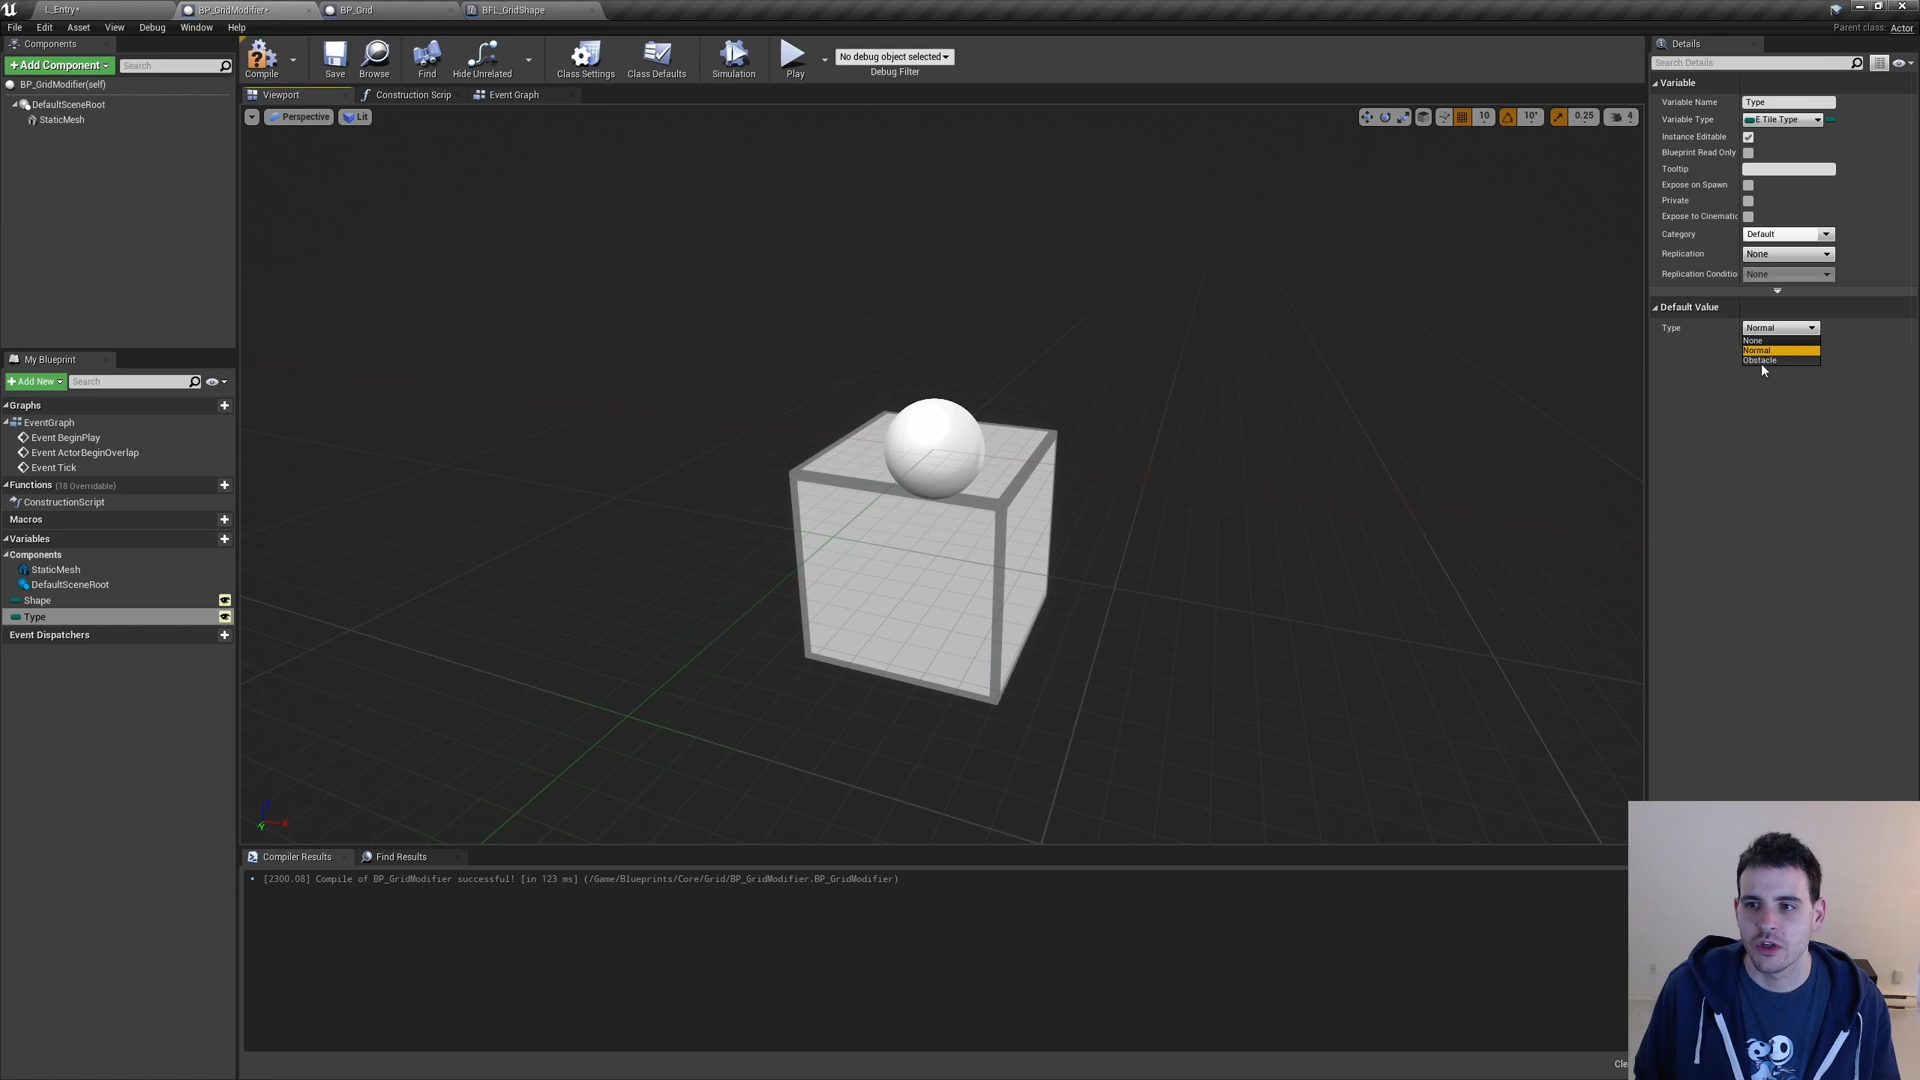 L_Entry*
BP_GridModifier*
BP_Grid
BFL_GridShape
File Edit Asset View Debug Window Help
Parent class: Actor
Components
+Add Component
Search
BP_GridModifier(self)
DefaultSceneRoot
StaticMesh
Compile
Save
Browse
Find
Hide Unrelated
Class Settings
Class Defaults
Simulation
Play
No debug object selected
Debug Filter
Viewport
Construction Scrip
Event Graph
Perspective
Lit
10
10°
0.25
4
My Blueprint
+Add New
Search
Graphs
EventGraph
Event BeginPlay
Event ActorBeginOverlap
Event Tick
Functions (18 Overridable)
ConstructionScript
Macros
Variables
Components
StaticMesh
DefaultSceneRoot
Shape
Type
Event Dispatchers
Compiler Results
Find Results
[2300.08] Compile of BP_GridModifier successful! [in 123 ms] (/Game/Blueprints/Core/Grid/BP_GridModifier.BP_GridModifier)
Cle
Details
Search Details
Variable
Variable Name Type
Variable Type E Tile Type
Instance Editable
Blueprint Read Only
Tooltip
Expose on Spawn
Private
Expose to Cinematic
Category Default
Replication None
Replication Conditio None
Default Value
Type Normal
None
Normal
Obstacle